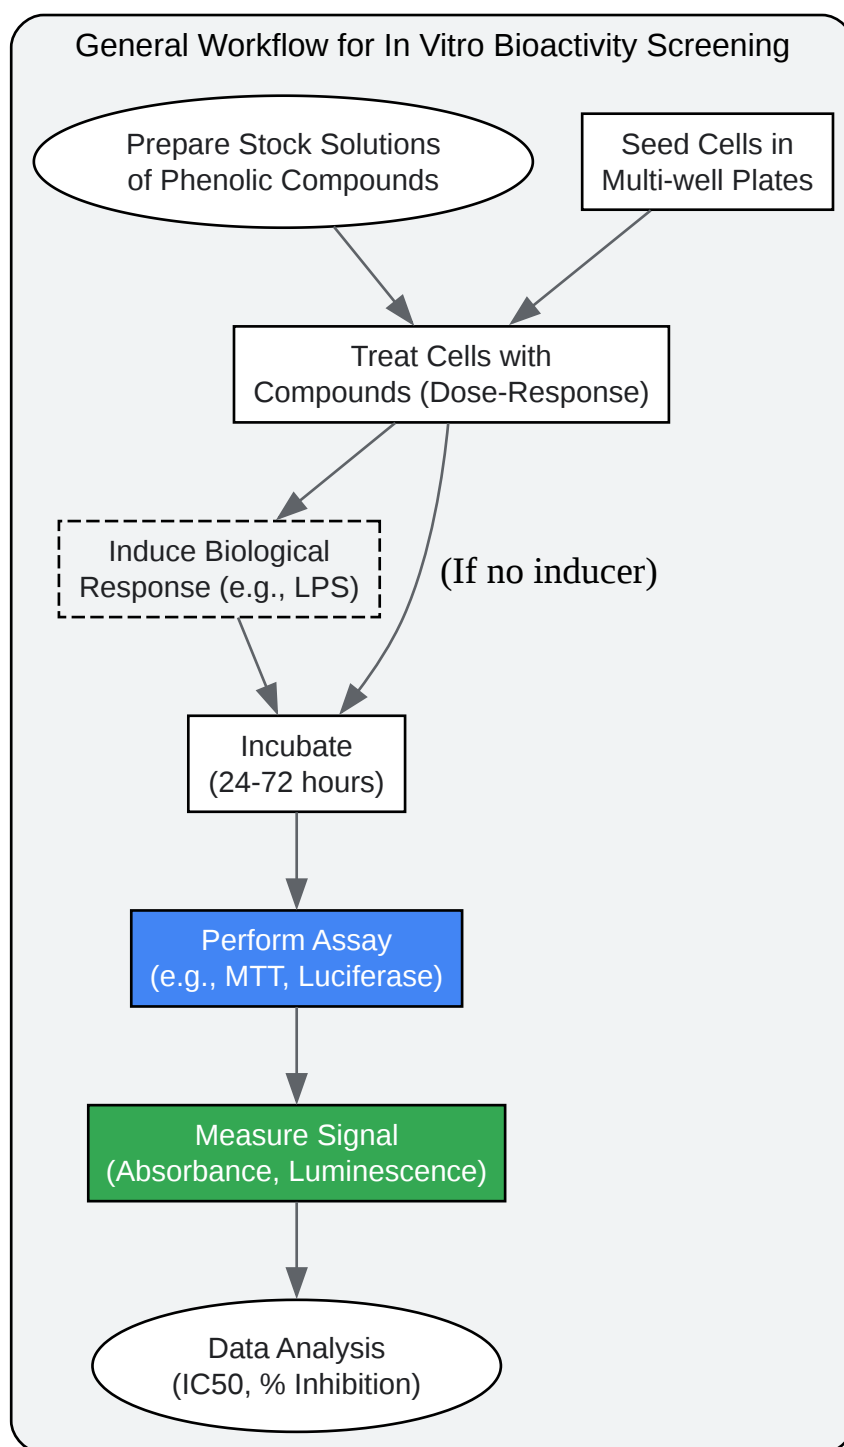 General Workflow for In Vitro Bioactivity Screening
Prepare Stock Solutions
of Phenolic Compounds
Seed Cells in
Multi-well Plates
Treat Cells with
Compounds (Dose-Response)
Induce Biological
Response (e.g., LPS)
(If no inducer)
Incubate
(24-72 hours)
Perform Assay
(e.g., MTT, Luciferase)
Measure Signal
(Absorbance, Luminescence)
Data Analysis
(IC50, % Inhibition)